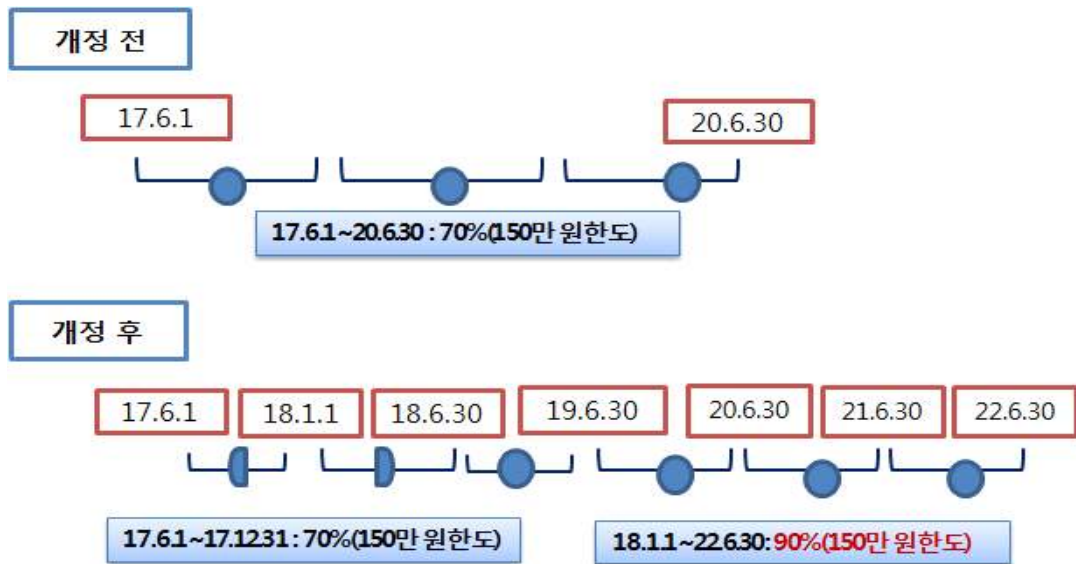 개정 전
17.6.1
20.6.30
17.6.1~20.6.30 : 70%(150만 원한도)
개정 후
17.6.1 18.1.1 18.6.30 19.6.30 20.6.30 21.6.30 22.6.30
17.6.1~17.12.31 : 70%(150만 원한도)
18.1.1~22.6.30: 90%(150만 원한도)